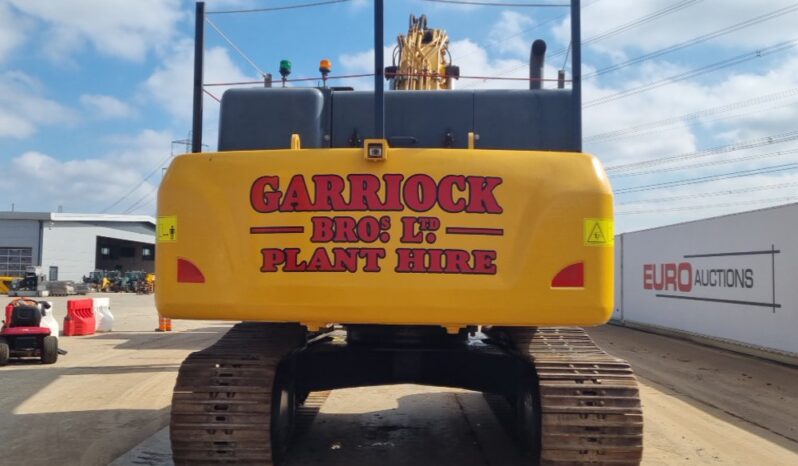 GARRIOCK
BROS. LTD.
PLANT HIRE
EURO AUCTIONS